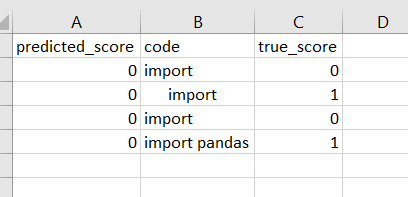 A B C D
predicted_score code true_score
0 import 0
0 import 1
0 import 0
0 import pandas 1